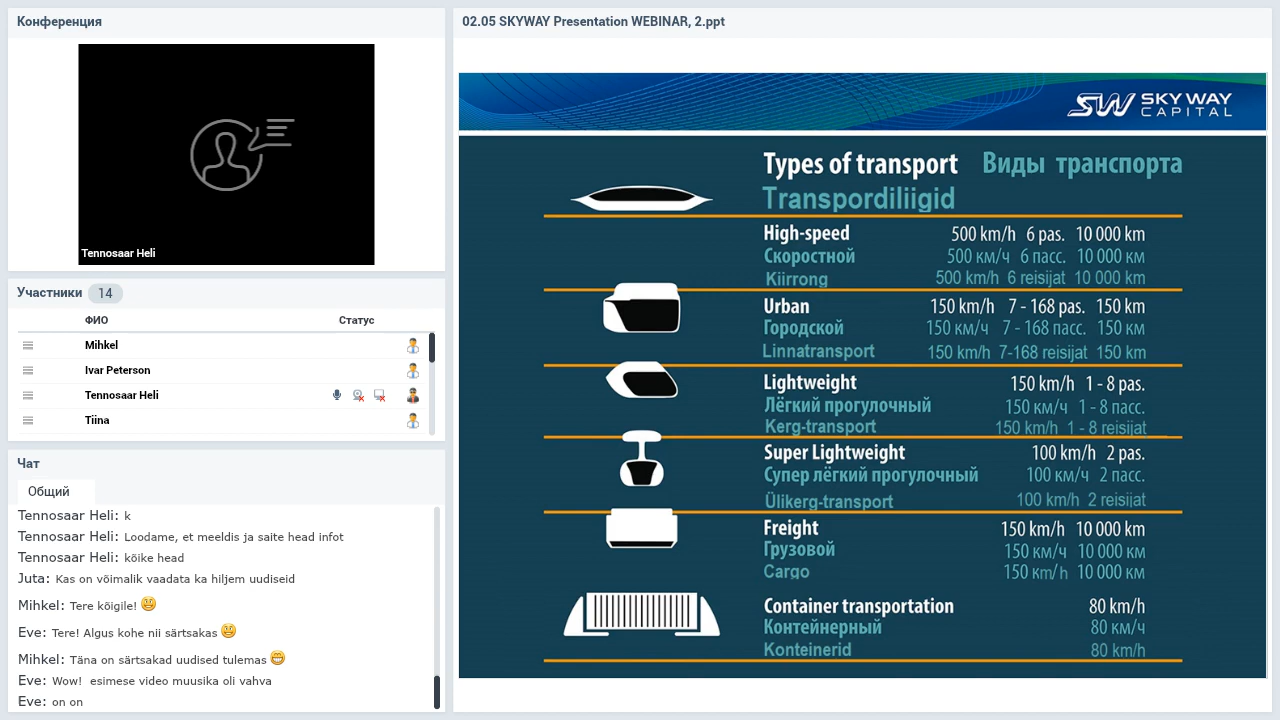 Конференция
Tennosaar Heli
Участники 14
ФИО Статус
Mihkel
Ivar Peterson
Tennosaar Heli
Tiina
Чат
Общий
Tennosaar Heli: k
Tennosaar Heli: Loodame, et meeldis ja saite head infot
Tennosaar Heli: kõike head
Juta: Kas on võimalik vaadata ka hiljem uudiseid
Mihkel: Tere kõigile!
Eve: Tere! Algus kohe nii särtsakas
Mihkel: Täna on särtsakad uudised tulemas
Eve: Wow! esimese video muusika oli vahva
Eve: on on
02.05 SKYWAY Presentation WEBINAR, 2.ppt
SW SKY WAY
CAPITAL
Types of transport Виды транспорта
Transpordiliigid
High-speed 500 km/h 6 pas. 10 000 km
Скоростной 500 км/ч 6 пасс. 10 000 км
Kiirrong 500 km/h 6 reisijat 10 000 km
Urban 150 km/h 7 - 168 pas. 150 km
Городской 150 км/ч 7 - 168 пасс. 150 км
Linnatransport 150 km/h 7-168 reisijat 150 km
Lightweight 150 km/h 1 - 8 pas.
Лёгкий прогулочный 150 км/ч 1 - 8 пасс.
Kerg-transport 150 km/h 1 - 8 reisijat
Super Lightweight 100 km/h 2 pas.
Супер лёгкий прогулочный 100 км/ч 2 пасс.
Ülikerg-transport 100 km/h 2 reisijat
Freight 150 km/h 10 000 km
Грузовой 150 км/ч 10 000 км
Cargo 150 км/h 10 000 км
Container transportation 80 km/h
Контейнерный 80 км/ч
Konteinerid 80 km/h